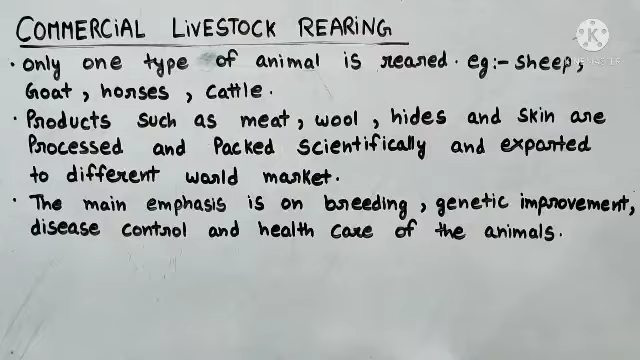 COMMERCIAL LIVESTOCK REARING
• only one type of animal is reared. eg:- sheep,
Goat, horses, cattle.
• Products such as meat, wool, hides and skin are
Processed and Packed scientifically and exported
to different world market.
• The main emphasis is on breeding, genetic improvement,
disease control and health care of the animals.
K
KINEMASTER